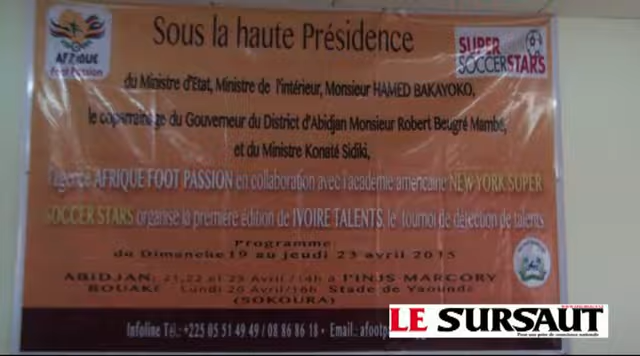 AFRIQUE
Foot Passion
Sous la haute Présidence
SUPER
SOCCERSTARS
du Ministre d'Etat, Ministre de l'intérieur, Monsieur HAMED BAKAYOKO,
le coparrainage du Gouverneur du District d'Abidjan Monsieur Robert Beugré Mambé,
et du Ministre Konaté Sidiki,
l'agence AFRIQUE FOOT PASSION en collaboration avec l'académie américaine NEW YORK SUPER
SOCCER STARS organise la première édition de IVOIRE TALENTS, le tournoi de détection de talents
Programme
du Dimanche 19 au jeudi 23 avril 2015
ABIDJAN: 21,22 et 23 Avril/14h à l'INJS-MARCORY
BOUAKE Lundi 20 Avril/16h Stade de Yaoundé
(SOKOURA)
Infoline Tél.: +225 05 51 49 49 / 08 86 86 18 - Email.:
LE SURSAUT